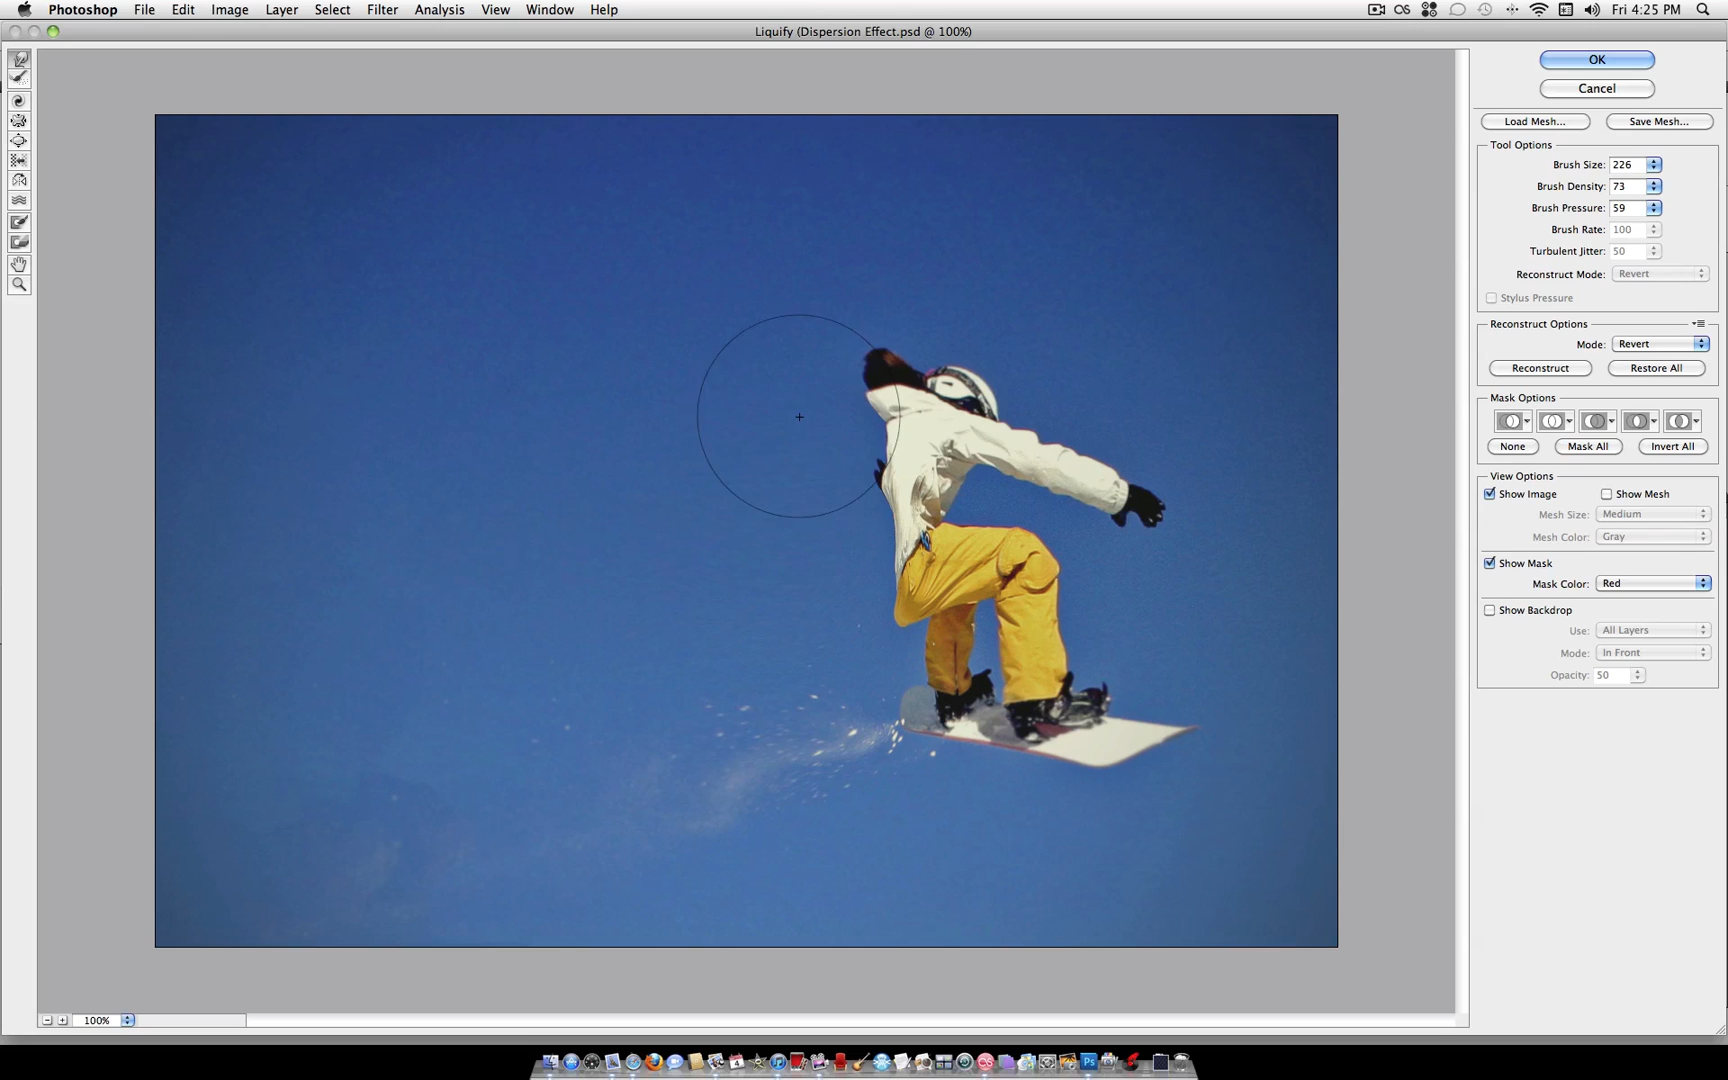 Photoshop File Edit Image Layer Select Filter Analysis View Window Help Fri 4:25 PM
Liquify (Dispersion Effect.psd @ 100%)
OK
Cancel
Load Mesh... Save Mesh...
Tool Options
Brush Size: 226
Brush Density: 73
Brush Pressure: 59
Brush Rate: 100
Turbulent Jitter: 50
Reconstruct Mode: Revert
Stylus Pressure
Reconstruct Options
Mode: Revert
Reconstruct Restore All
Mask Options
None Mask All Invert All
View Options
Show Image Show Mesh
Mesh Size: Medium
Mesh Color: Gray
Show Mask
Mask Color: Red
Show Backdrop
Use: All Layers
Mode: In Front
Opacity: 50
100%
Ps